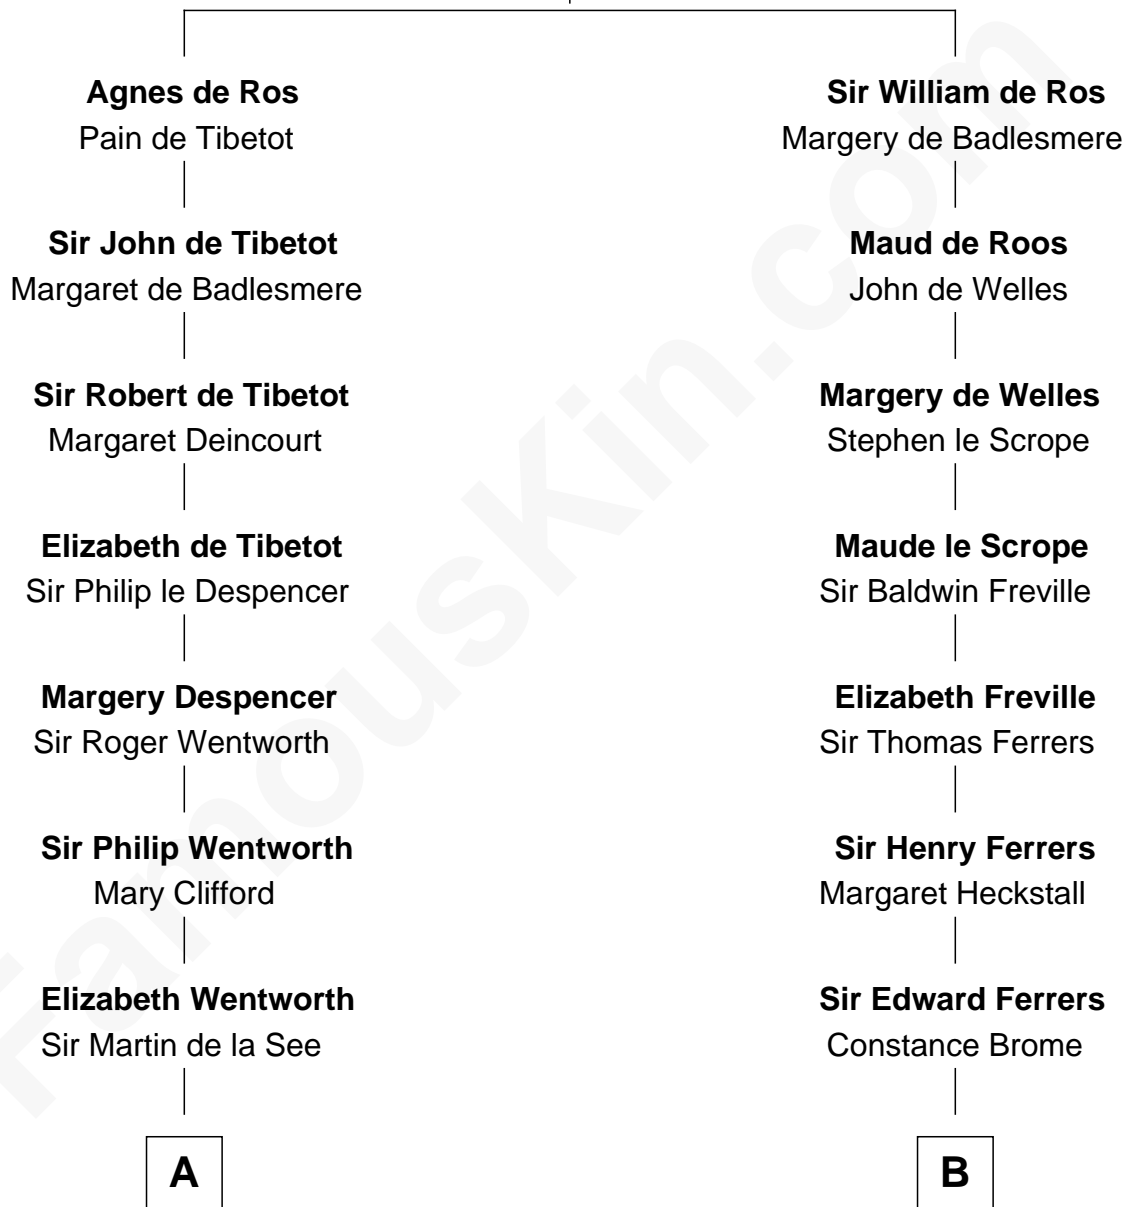 Agnes de Ros
Pain de Tibetot
Sir John de Tibetot
Margaret de Badlesmere
Sir Robert de Tibetot
Margaret Deincourt
Elizabeth de Tibetot
Sir Philip le Despencer
Margery Despencer
Sir Roger Wentworth
Sir Philip Wentworth
Mary Clifford
Elizabeth Wentworth
Sir Martin de la See
A
Sir William de Ros
Margery de Badlesmere
Maud de Roos
John de Welles
Margery de Welles
Stephen le Scrope
Maude le Scrope
Sir Baldwin Freville
Elizabeth Freville
Sir Thomas Ferrers
Sir Henry Ferrers
Margaret Heckstall
Sir Edward Ferrers
Constance Brome
B
FamousKin.com